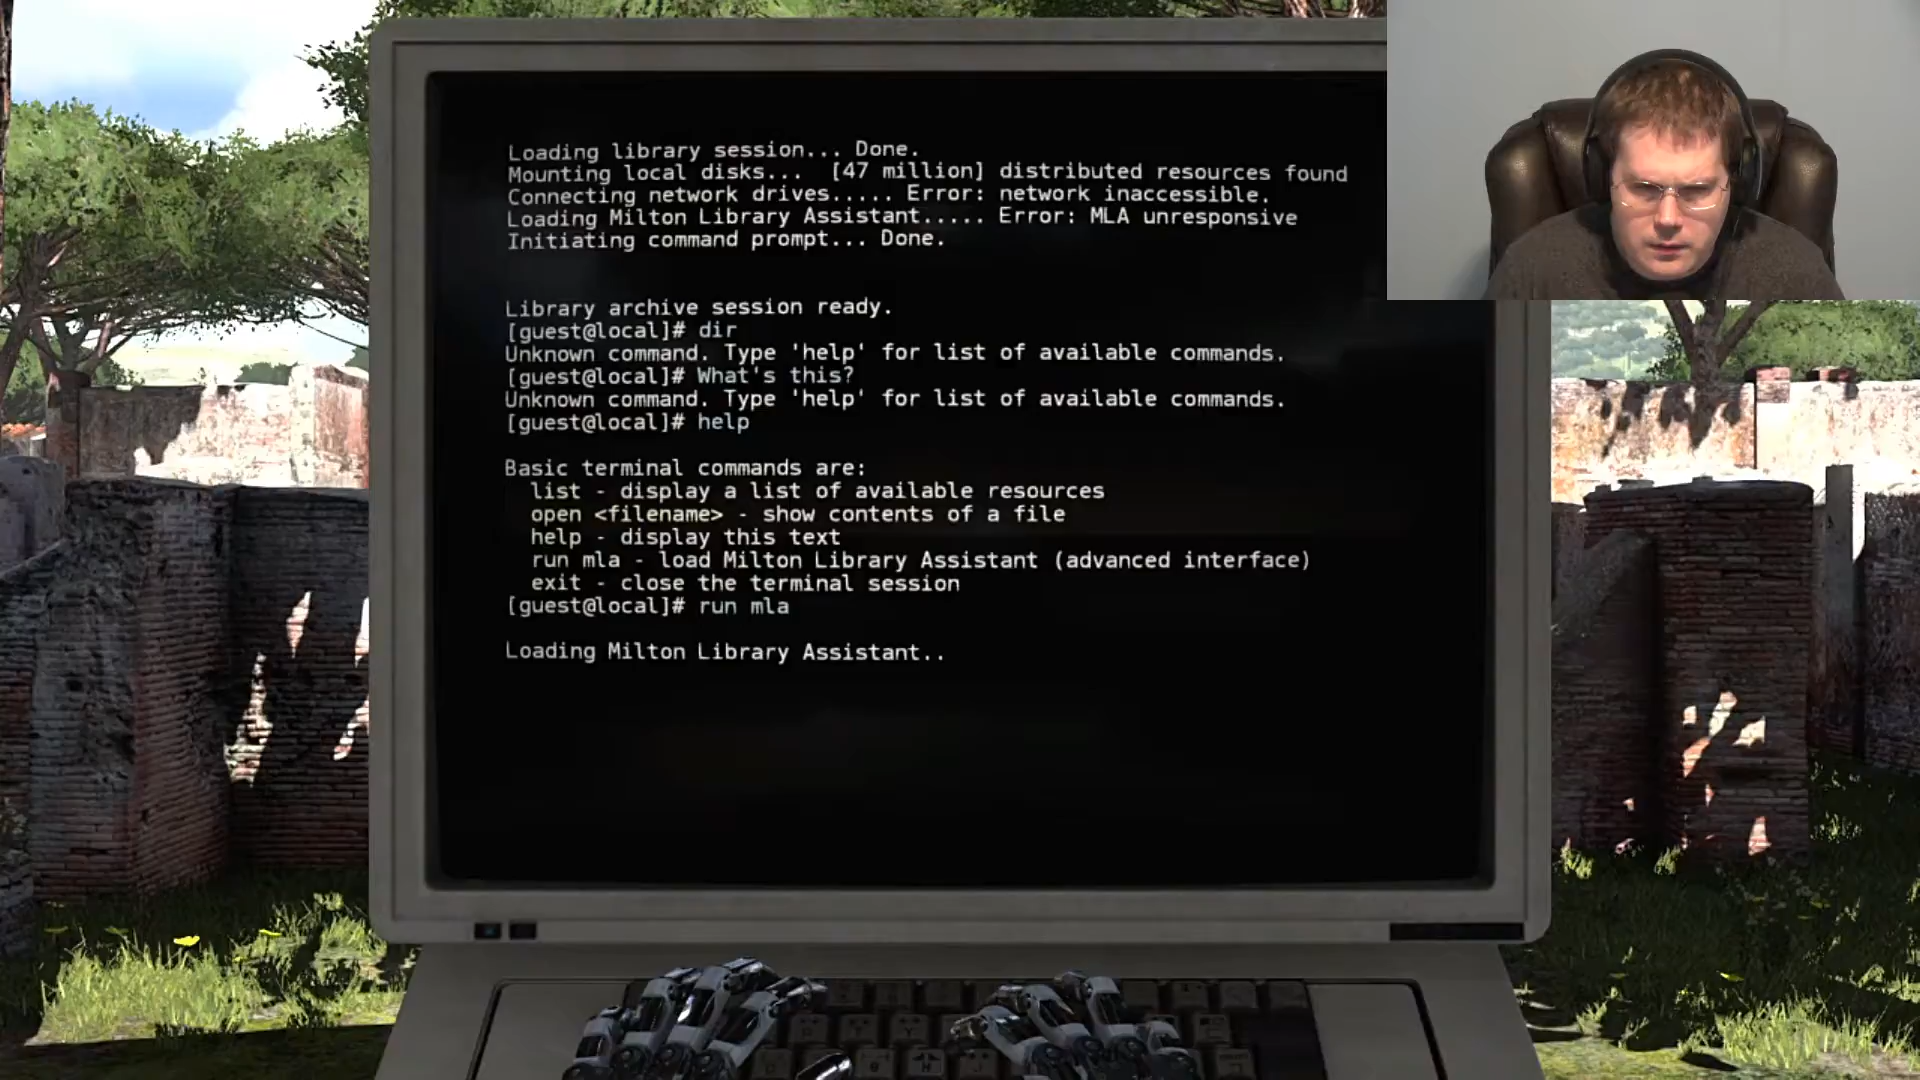 Loading library session... Done.
Mounting local disks...  [47 million] distributed resources found
Connecting network drives..... Error: network inaccessible.
Loading Milton Library Assistant..... Error: MLA unresponsive
Initiating command prompt... Done.
Library archive session ready.
[guest@local]# dir
Unknown command. Type 'help' for list of available commands.
[guest@local]# What's this?
Unknown command. Type 'help' for list of available commands.
[guest@local]# help
Basic terminal commands are:
list - display a list of available resources
open <filename> - show contents of a file
help - display this text
run mla - load Milton Library Assistant (advanced interface)
exit - close the terminal session
[guest@local]# run mla
Loading Milton Library Assistant..